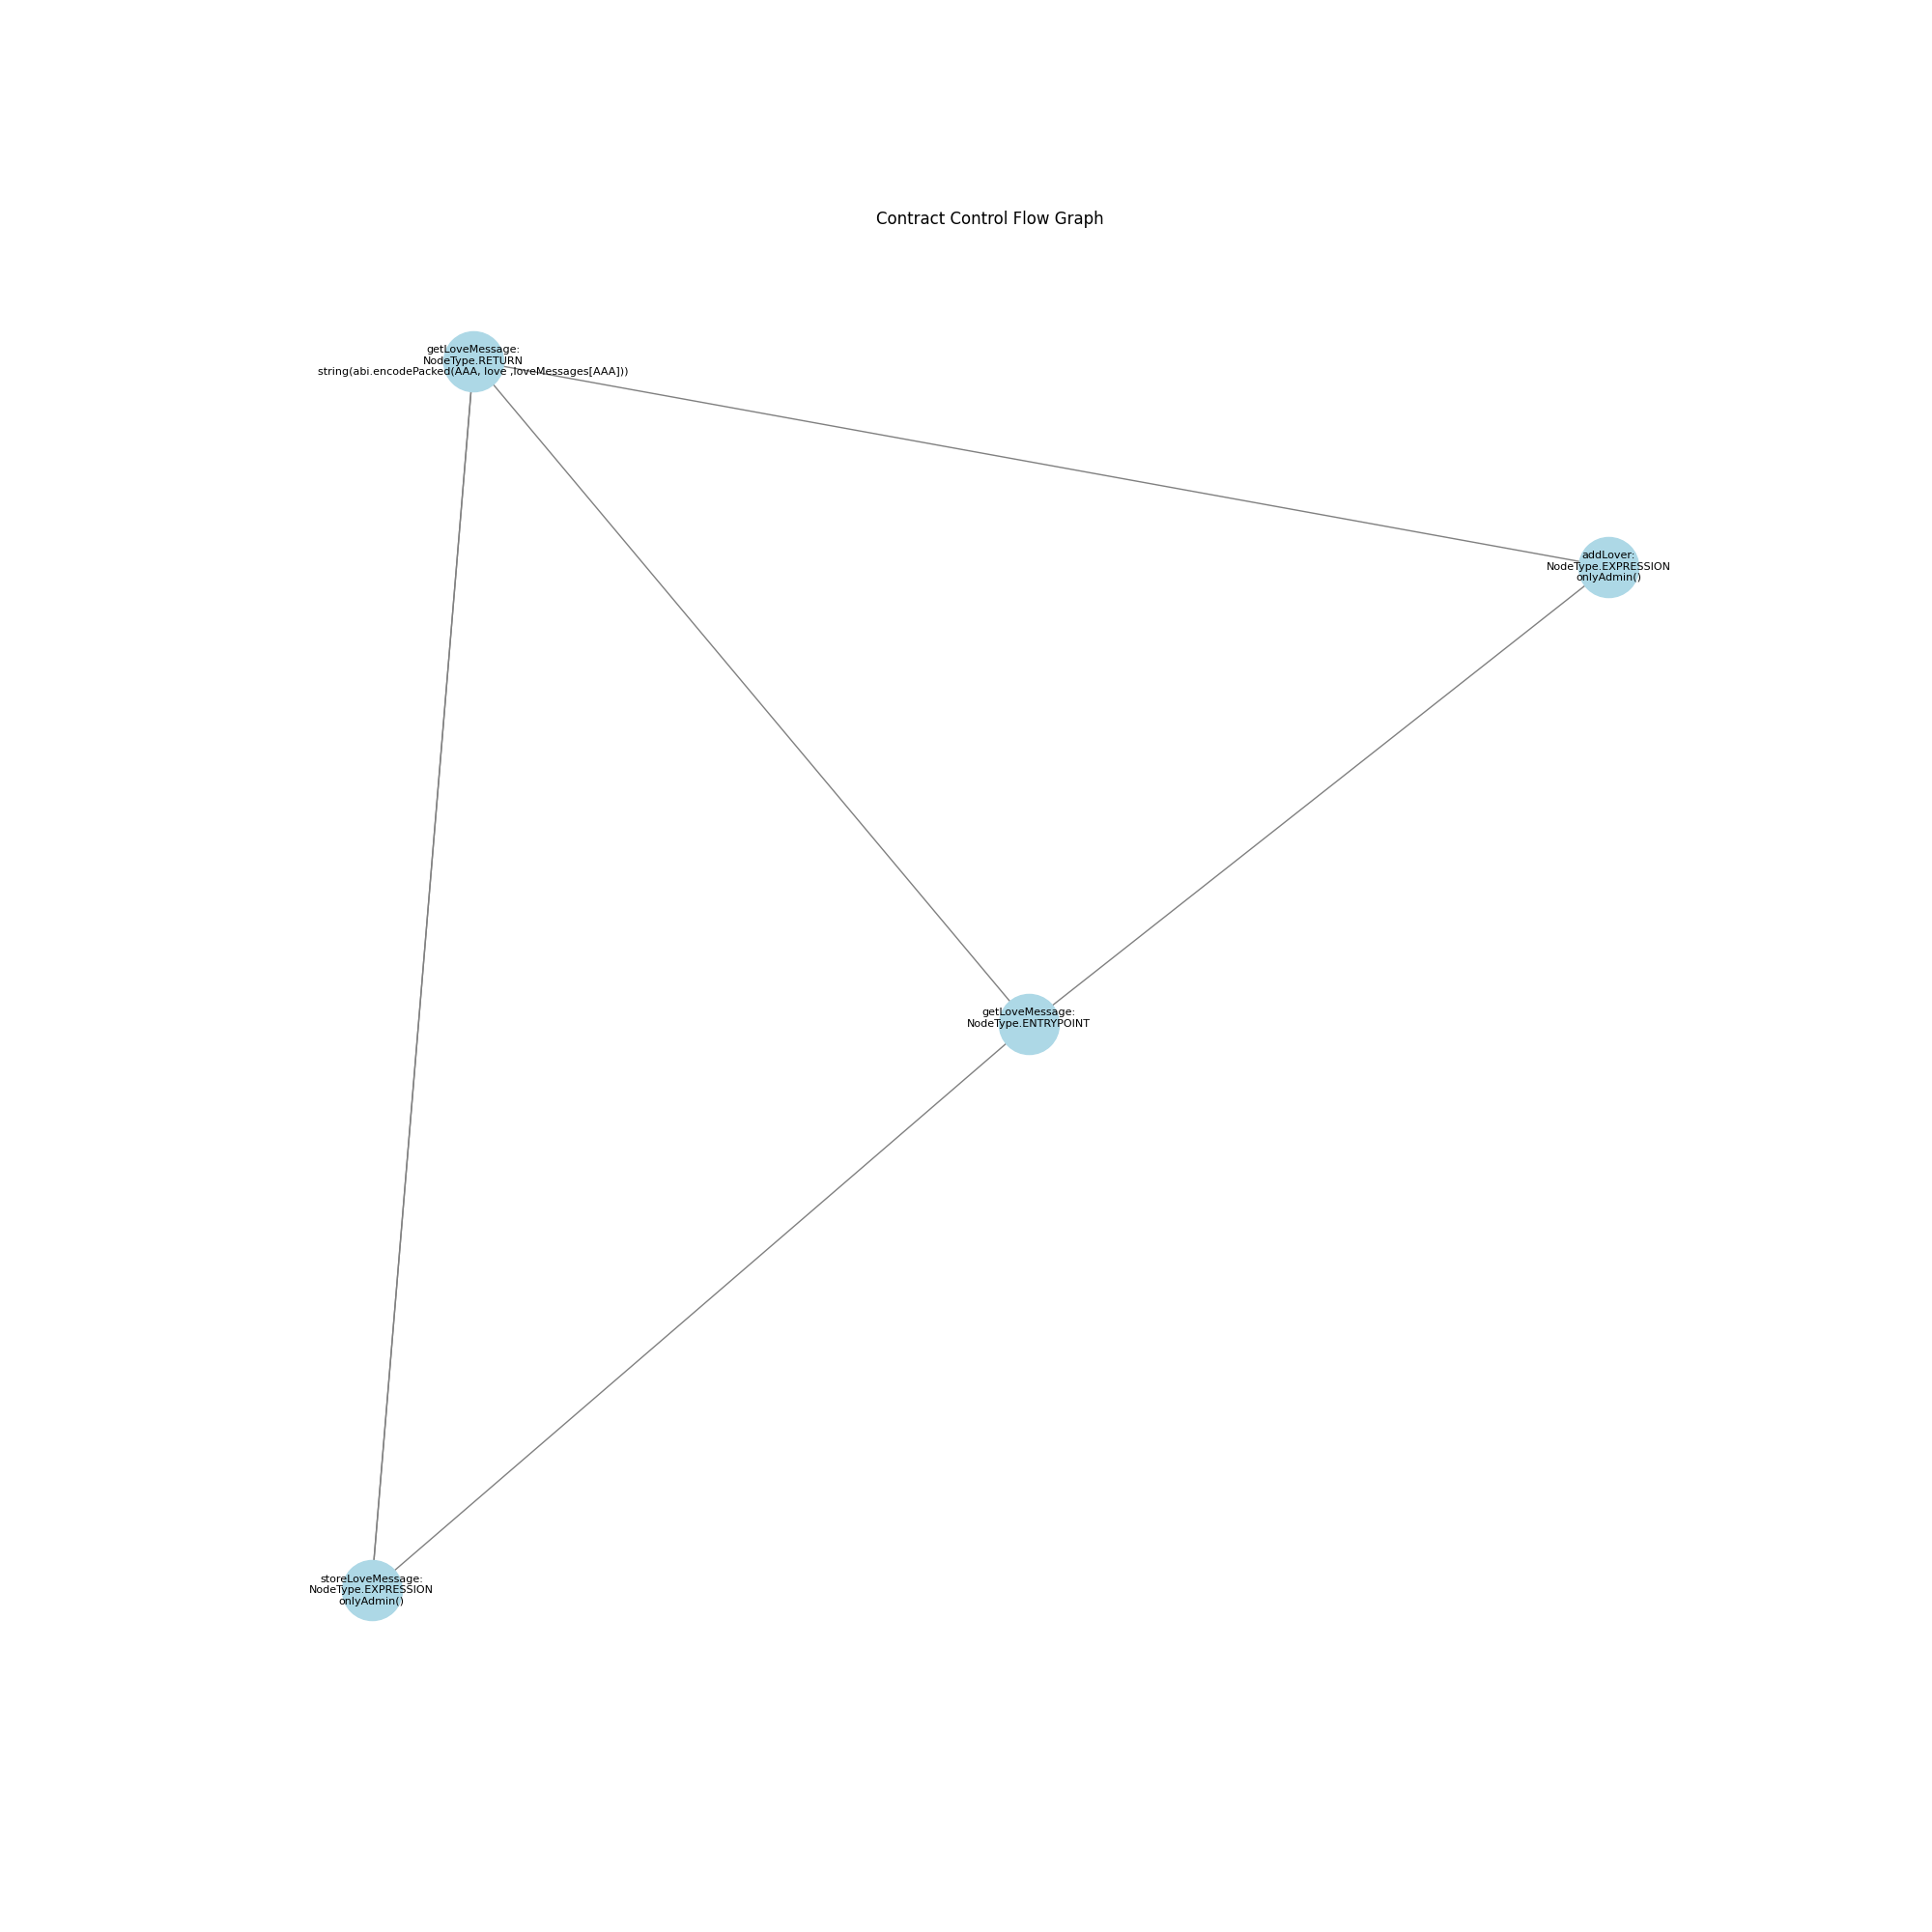 Contract Control Flow Graph
getLoveMessage:
NodeType.RETURN
string(abi.encodePacked(AAA, love ,loveMessages[AAA]))
addLover:
NodeType.EXPRESSION
onlyAdmin()
getLoveMessage:
NodeType.ENTRYPOINT
storeLoveMessage:
NodeType.EXPRESSION
onlyAdmin()